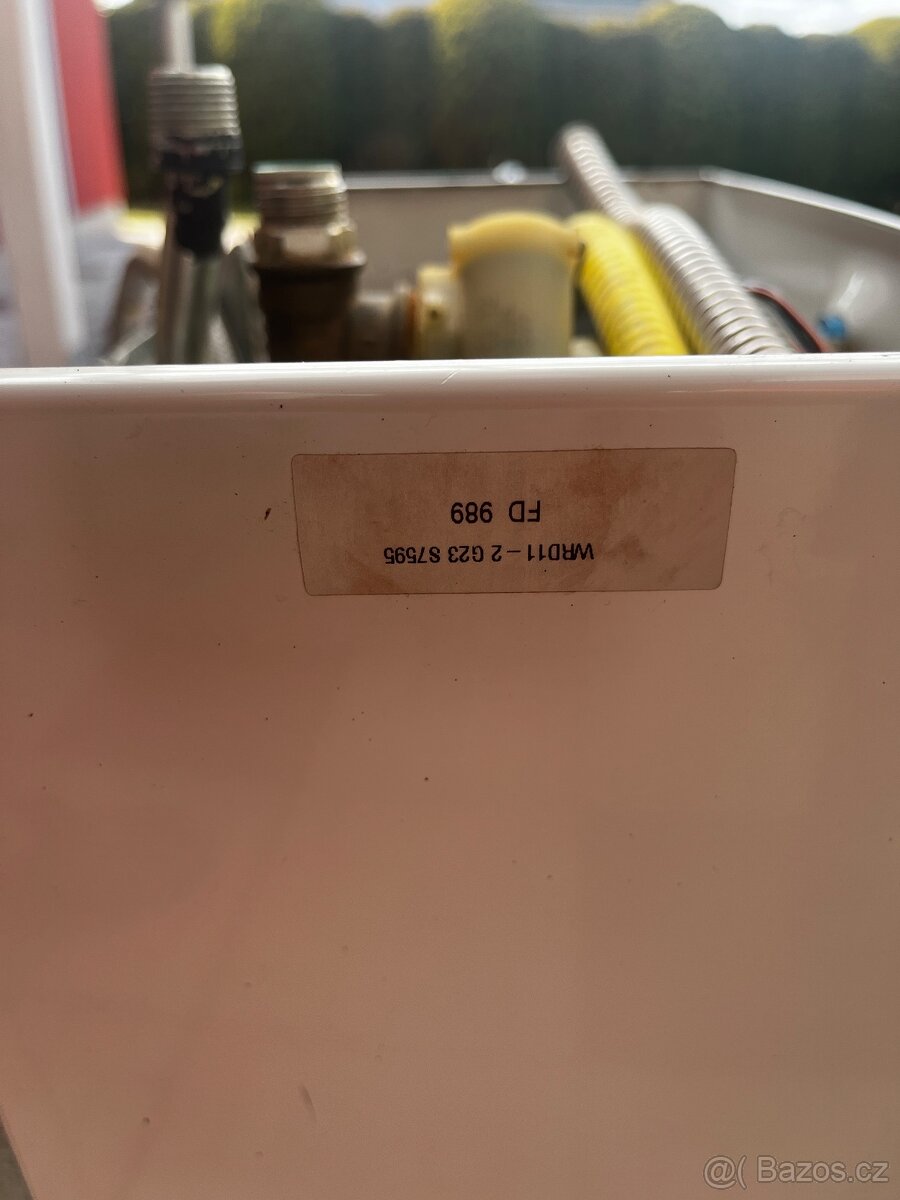 WRD11-2 G23 S7595
FD 989
@( Bazos.cz